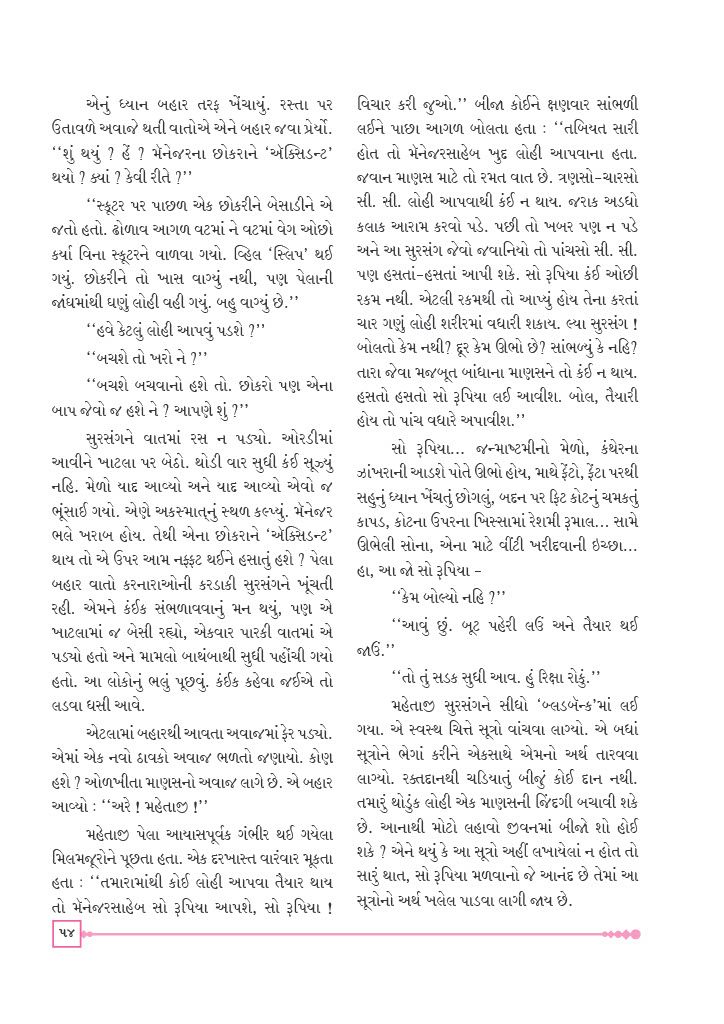 એનું ધ્યાન બહાર તરફ ખેંચાયું. રસ્તા પર
ઉતાવળે અવાજે થતી વાતોએ એને બહાર જવા પ્રેર્યો.
‘‘શું થયું ? હેં ? મૅનેજરના છોકરાને ‘ઍક્સિડન્ટ’
થયો ? ક્યાં ? કેવી રીતે ?’’
‘‘સ્કૂટર પર પાછળ એક છોકરીને બેસાડીને એ
જતો હતો. ઢોળાવ આગળ વટમાં ને વટમાં વેગ ઓછો
કર્યા વિના સ્કૂટરને વાળવા ગયો. વ્હિલ ‘સ્લિપ’ થઈ
ગયું. છોકરીને તો ખાસ વાગ્યું નથી, પણ પેલાની
જાંઘમાંથી ઘણું લોહી વહી ગયું. બહુ વાગ્યું છે.’’
‘‘હવે કેટલું લોહી આપવું પડશે ?’’
‘‘બચશે તો ખરો ને ?’’
‘‘બચશે બચવાનો હશે તો. છોકરો પણ એના
બાપ જેવો જ હશે ને ? આપણે શું ?’’
સુરસંગને વાતમાં રસ ન પડ્યો. ઓરડીમાં
આવીને ખાટલા પર બેઠો. થોડી વાર સુધી કંઈ સૂઝ્યું
નહિ. મેળો યાદ આવ્યો અને યાદ આવ્યો એવો જ
ભૂંસાઈ ગયો. એણે અકસ્માત્‌નું સ્થળ કલ્પ્યું. મૅનેજર
ભલે ખરાબ હોય. તેથી એના છોકરાને ‘ઍક્સિડન્ટ’
થાય તો એ ઉપર આમ નફ્ફટ થઈને હસાતું હશે ? પેલા
બહાર વાતો કરનારાઓની કરડાકી સુરસંગને ખૂંચતી
રહી. એમને કંઈક સંભળાવવાનું મન થયું, પણ એ
ખાટલામાં જ બેસી રહ્યો, એકવાર પારકી વાતમાં એ
પડ્યો હતો અને મામલો બાથંબાથી સુધી પહોંચી ગયો
હતો. આ લોકોનું ભલું પૂછવું. કંઈક કહેવા જઈએ તો
લડવા ધસી આવે.
એટલામાં બહારથી આવતા અવાજમાં ફેર પડ્યો.
એમાં એક નવો ઠાવકો અવાજ ભળતો જણાયો. કોણ
હશે ? ઓળખીતા માણસનો અવાજ લાગે છે. એ બહાર
આવ્યો : ‘‘અરે ! મહેતાજી !’’
મહેતાજી પેલા આયાસપૂર્વક ગંભીર થઈ ગયેલા
મિલમજૂરોને પૂછતા હતા. એક દરખાસ્ત વારંવાર મૂકતા
હતા : ‘‘તમારામાંથી કોઈ લોહી આપવા તૈયાર થાય
તો મૅનેજરસાહેબ સો રૂપિયા આપશે, સો રૂપિયા !
વિચાર કરી જુઓ.’’ બીજા કોઈને ક્ષણવાર સાંભળી
લઈને પાછા આગળ બોલતા હતા : ‘‘તબિયત સારી
હોત તો મૅનેજરસાહેબ ખુદ લોહી આપવાના હતા.
જવાન માણસ માટે તો રમત વાત છે. ત્રણસો-ચારસો
સી. સી. લોહી આપવાથી કંઈ ન થાય. જરાક અડધો
કલાક આરામ કરવો પડે. પછી તો ખબર પણ ન પડે
અને આ સુરસંગ જેવો જવાનિયો તો પાંચસો સી. સી.
પણ હસતાં-હસતાં આપી શકે. સો રૂપિયા કંઈ ઓછી
રકમ નથી. એટલી રકમથી તો આપ્યું હોય તેના કરતાં
ચાર ગણું લોહી શરીરમાં વધારી શકાય. લ્યા સુરસંગ !
બોલતો કેમ નથી? દૂર કેમ ઊભો છે? સાંભળ્યું કે નહિ?
તારા જેવા મજબૂત બાંધાના માણસને તો કંઈ ન થાય.
હસતો હસતો સો રૂપિયા લઈ આવીશ. બોલ, તૈયારી
હોય તો પાંચ વધારે અપાવીશ.’’
સો રૂપિયા... જન્માષ્ટમીનો મેળો, કંથેરના
ઝાંખરાની આડશે પોતે ઊભો હોય, માથે ફેંટો, ફેંટા પરથી
સહુનું ધ્યાન ખેંચતું છોગલું, બદન પર ફિટ કોટનું ચમકતું
કાપડ, કોટના ઉપરના ખિસ્સામાં રેશમી રૂમાલ... સામે
ઊભેલી સોના, એના માટે વીંટી ખરીદવાની ઇચ્છા...
હા, આ જો સો રૂપિયા –
‘‘કેમ બોલ્યો નહિ ?’’
‘‘આવું છું. બૂટ પહેરી લઉં અને તૈયાર થઈ
જાઉં.’’
‘‘તો તું સડક સુધી આવ. હું રિક્ષા રોકું.’’
મહેતાજી સુરસંગને સીધો ‘બ્લડબૅન્ક’માં લઈ
ગયા. એ સ્વસ્થ ચિત્તે સૂત્રો વાંચવા લાગ્યો. એ બધાં
સૂત્રોને ભેગાં કરીને એકસાથે એમનો અર્થ તારવવા
લાગ્યો. રક્તદાનથી ચડિયાતું બીજું કોઈ દાન નથી.
તમારું થોડુંક લોહી એક માણસની જિંદગી બચાવી શકે
છે. આનાથી મોટો લહાવો જીવનમાં બીજો શો હોઈ
શકે ? એને થયું કે આ સૂત્રો અહીં લખાયેલાં ન હોત તો
સારું થાત, સો રૂપિયા મળવાનો જે આનંદ છે તેમાં આ
સૂત્રોનો અર્થ ખલેલ પાડવા લાગી જાય છે.
૫૪